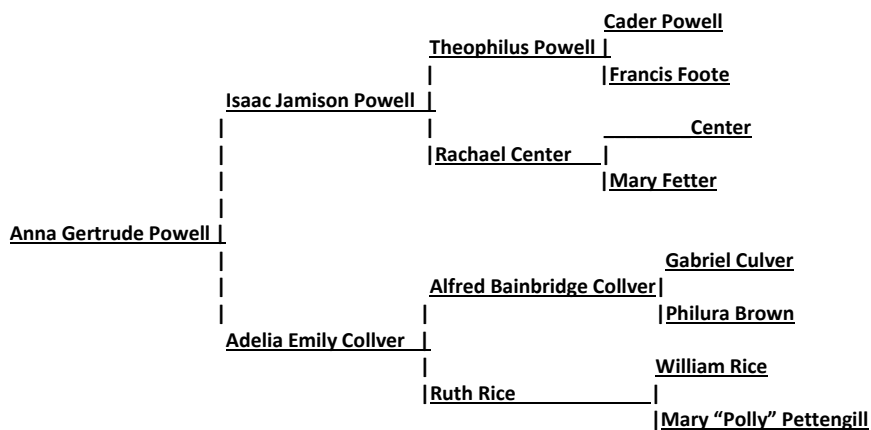 Cader Powell
Theophilus Powell
Francis Foote
Isaac Jamison Powell
Center
Rachael Center
Mary Fetter
Anna Gertrude Powell
Gabriel Culver
Alfred Bainbridge Collver
Philura Brown
Adelia Emily Collver
William Rice
Ruth Rice
Mary “Polly” Pettengill